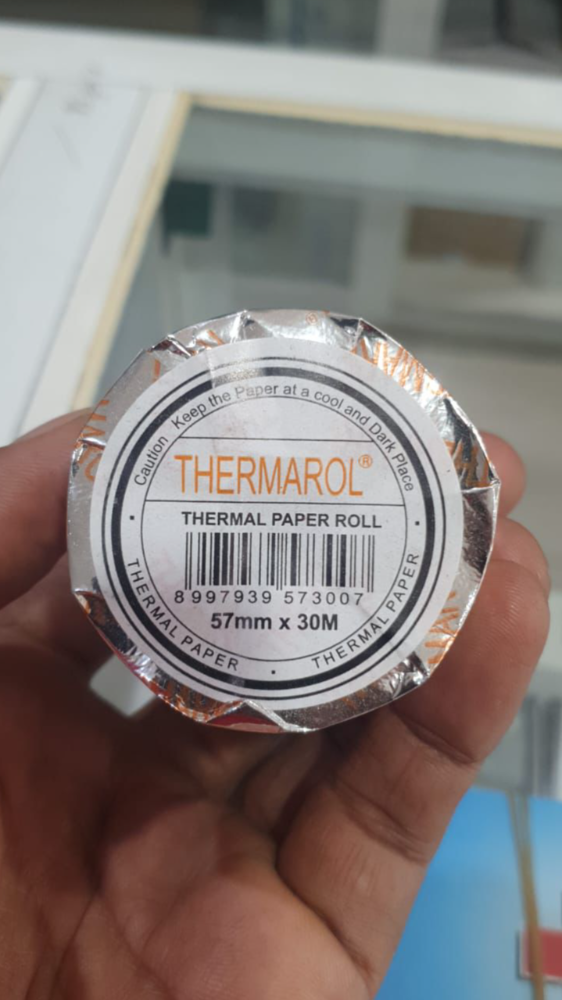 Caution Keep the Paper at a cool and Dark Place
THERMAROL®
THERMAL PAPER ROLL
8 997939 573007
57mm x 30M
THERMAL PAPER • THERMAL PAPER